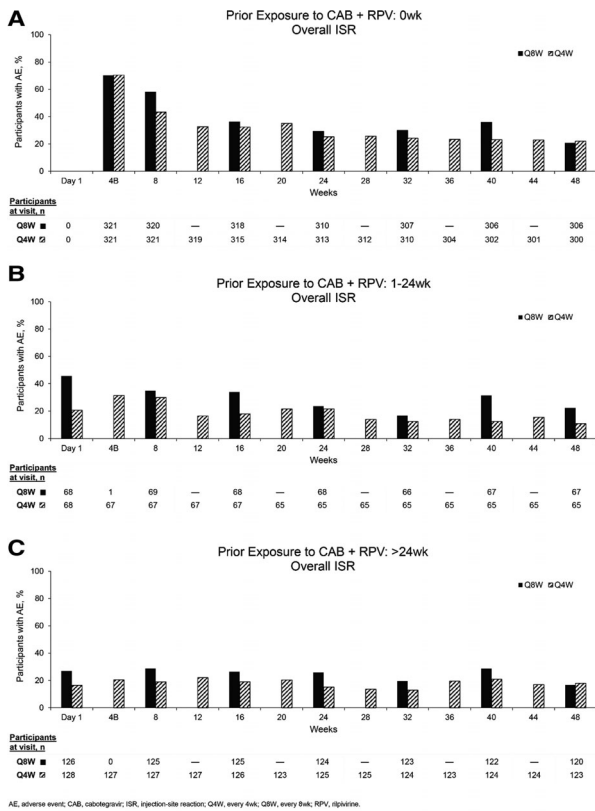 A
Prior Exposure to CAB + RPV: 0wk
Overall ISR
■Q8W ▨Q4W
Participants with AE, %
100
80
60
40
20
0
Day 1 4B 8 12 16 20 24 28 32 36 40 44 48
Weeks
Participants
at visit, n
Q8W ■ 0 321 320 — 318 — 310 — 307 — 306 — 306
Q4W ▨ 0 321 321 319 315 314 313 312 310 304 302 301 300
B
Prior Exposure to CAB + RPV: 1-24wk
Overall ISR
■Q8W ▨Q4W
Participants with AE, %
100
80
60
40
20
0
Day 1 4B 8 12 16 20 24 28 32 36 40 44 48
Weeks
Participants
at visit, n
Q8W ■ 68 1 69 — 68 — 68 — 66 — 67 — 67
Q4W ▨ 68 67 67 67 67 65 65 65 65 65 65 65 65
C
Prior Exposure to CAB + RPV: >24wk
Overall ISR
■Q8W ▨Q4W
Participants with AE, %
100
80
60
40
20
0
Day 1 4B 8 12 16 20 24 28 32 36 40 44 48
Weeks
Participants
at visit, n
Q8W ■ 126 0 125 — 125 — 124 — 123 — 122 — 120
Q4W ▨ 128 127 127 126 126 123 125 125 124 123 124 124 123
AE, adverse event; CAB, cabotegravir; ISR, injection-site reaction; Q4W, every 4wk; Q8W, every 8wk; RPV, rilpivirine.